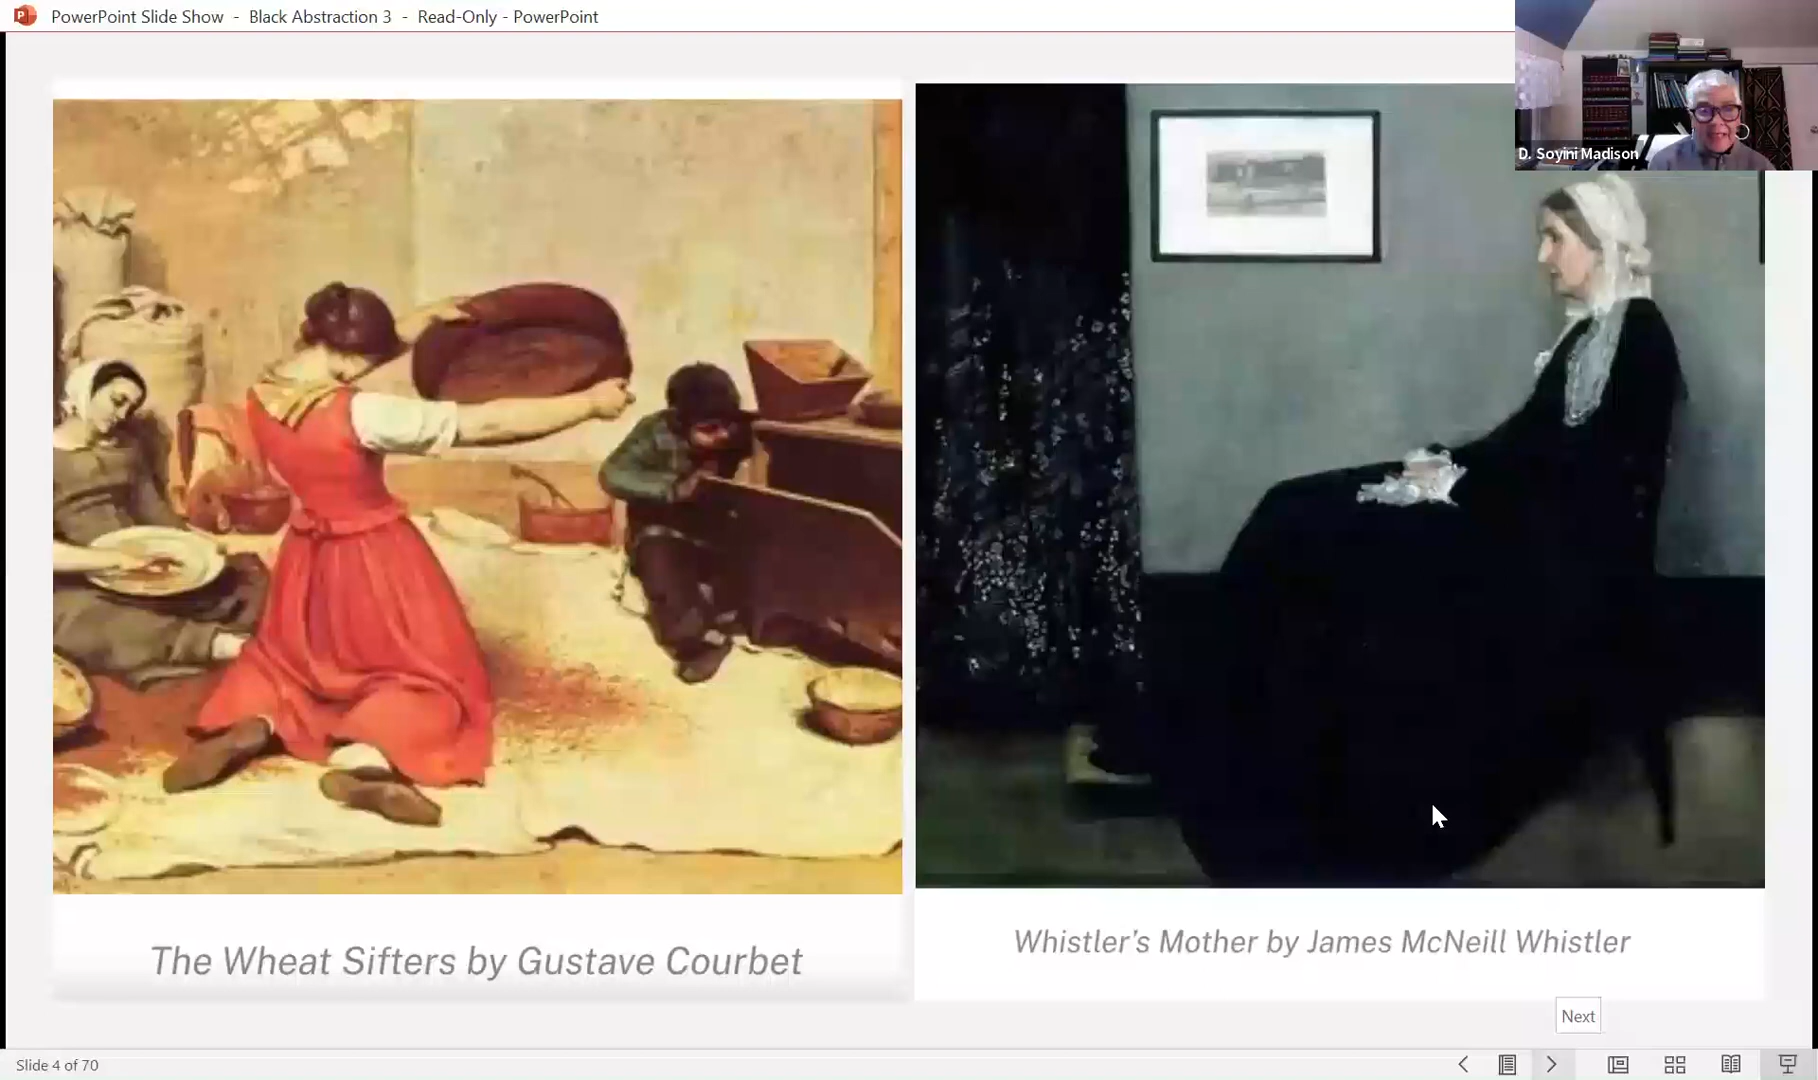 PowerPoint Slide Show - Black Abstraction 3 - Read-Only - PowerPoint
D. Soyini Madison
The Wheat Sifters by Gustave Courbet
Whistler's Mother by James McNeill Whistler
Next
Slide 4 of 70